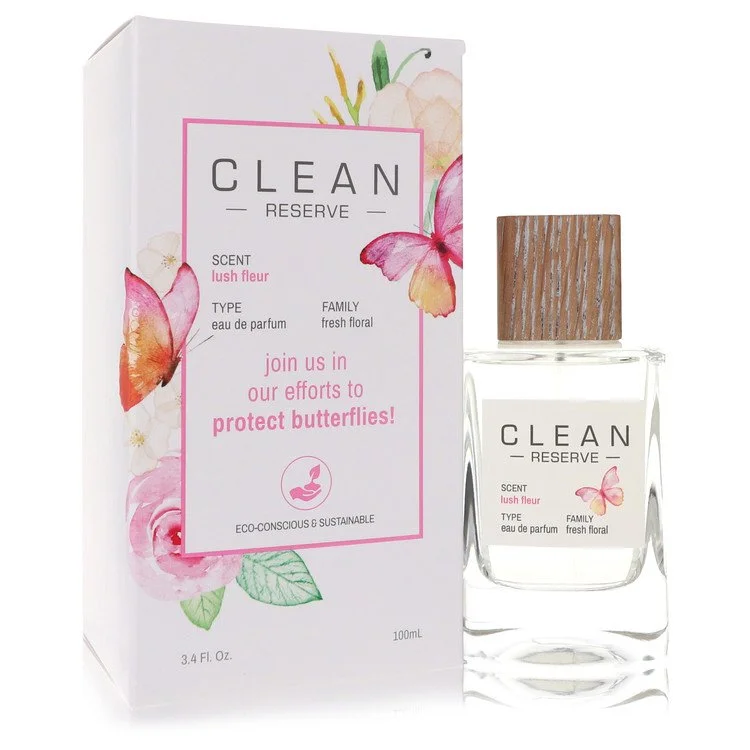 CLEAN
— RESERVE —
SCENT
lush fleur
TYPE
eau de parfum
FAMILY
fresh floral
join us in
our efforts to
protect butterflies!
ECO-CONSCIOUS & SUSTAINABLE
100mL
3.4 Fl. Oz.
CLEAN
— RESERVE —
SCENT
lush fleur
TYPE
eau de parfum
FAMILY
fresh floral